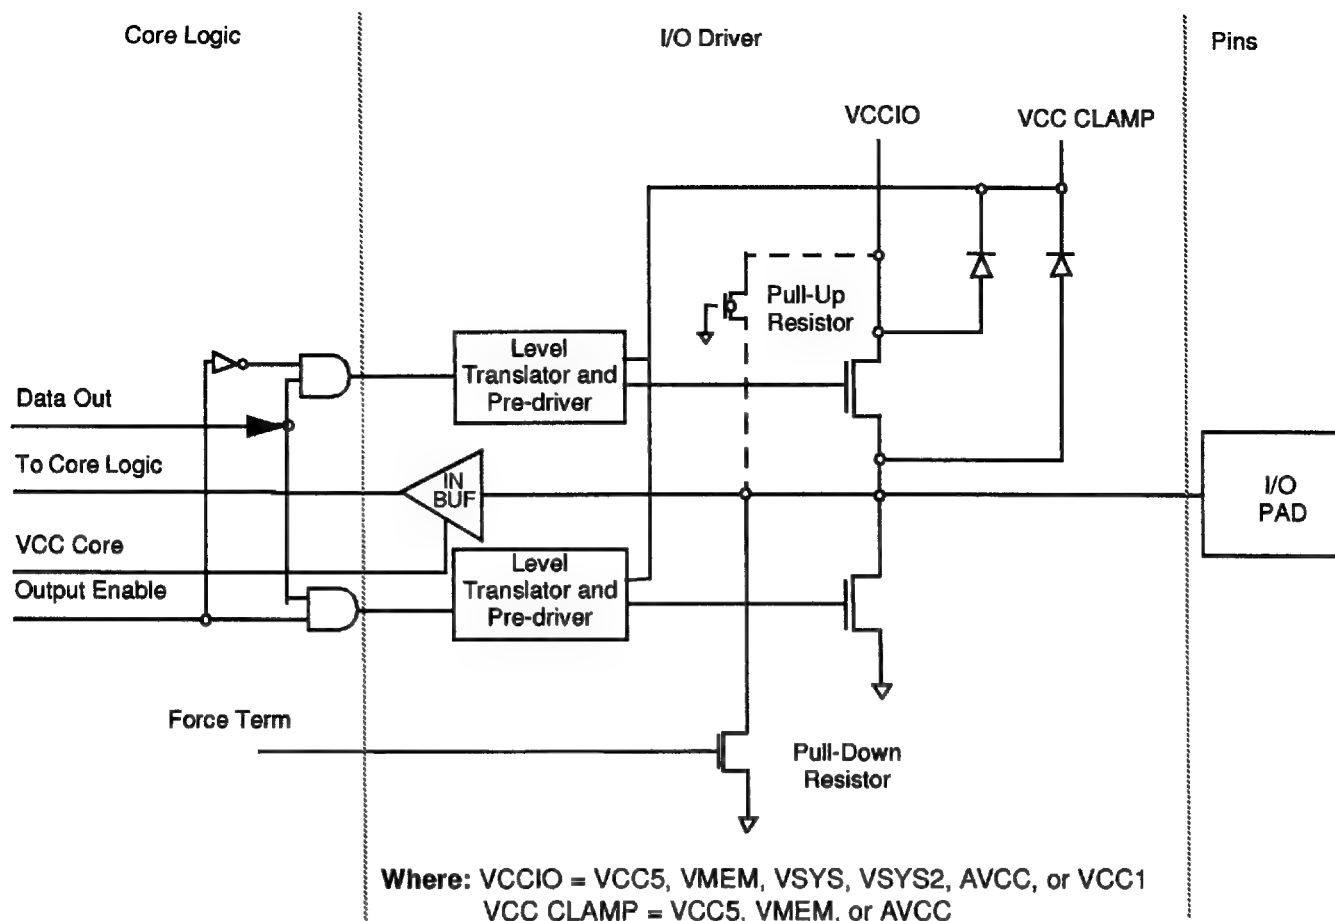 Core Logic
I/O Driver
Pins
VCCIO
VCC CLAMP
Pull-Up
Resistor
Level
Translator and
Pre-driver
Data Out
To Core Logic
IN
BUF
I/O
PAD
VCC Core
Output Enable
Level
Translator and
Pre-driver
Force Term
Pull-Down
Resistor
Where: VCCIO = VCC5, VMEM, VSYS, VSYS2, AVCC, or VCC1
VCC CLAMP = VCC5, VMEM, or AVCC